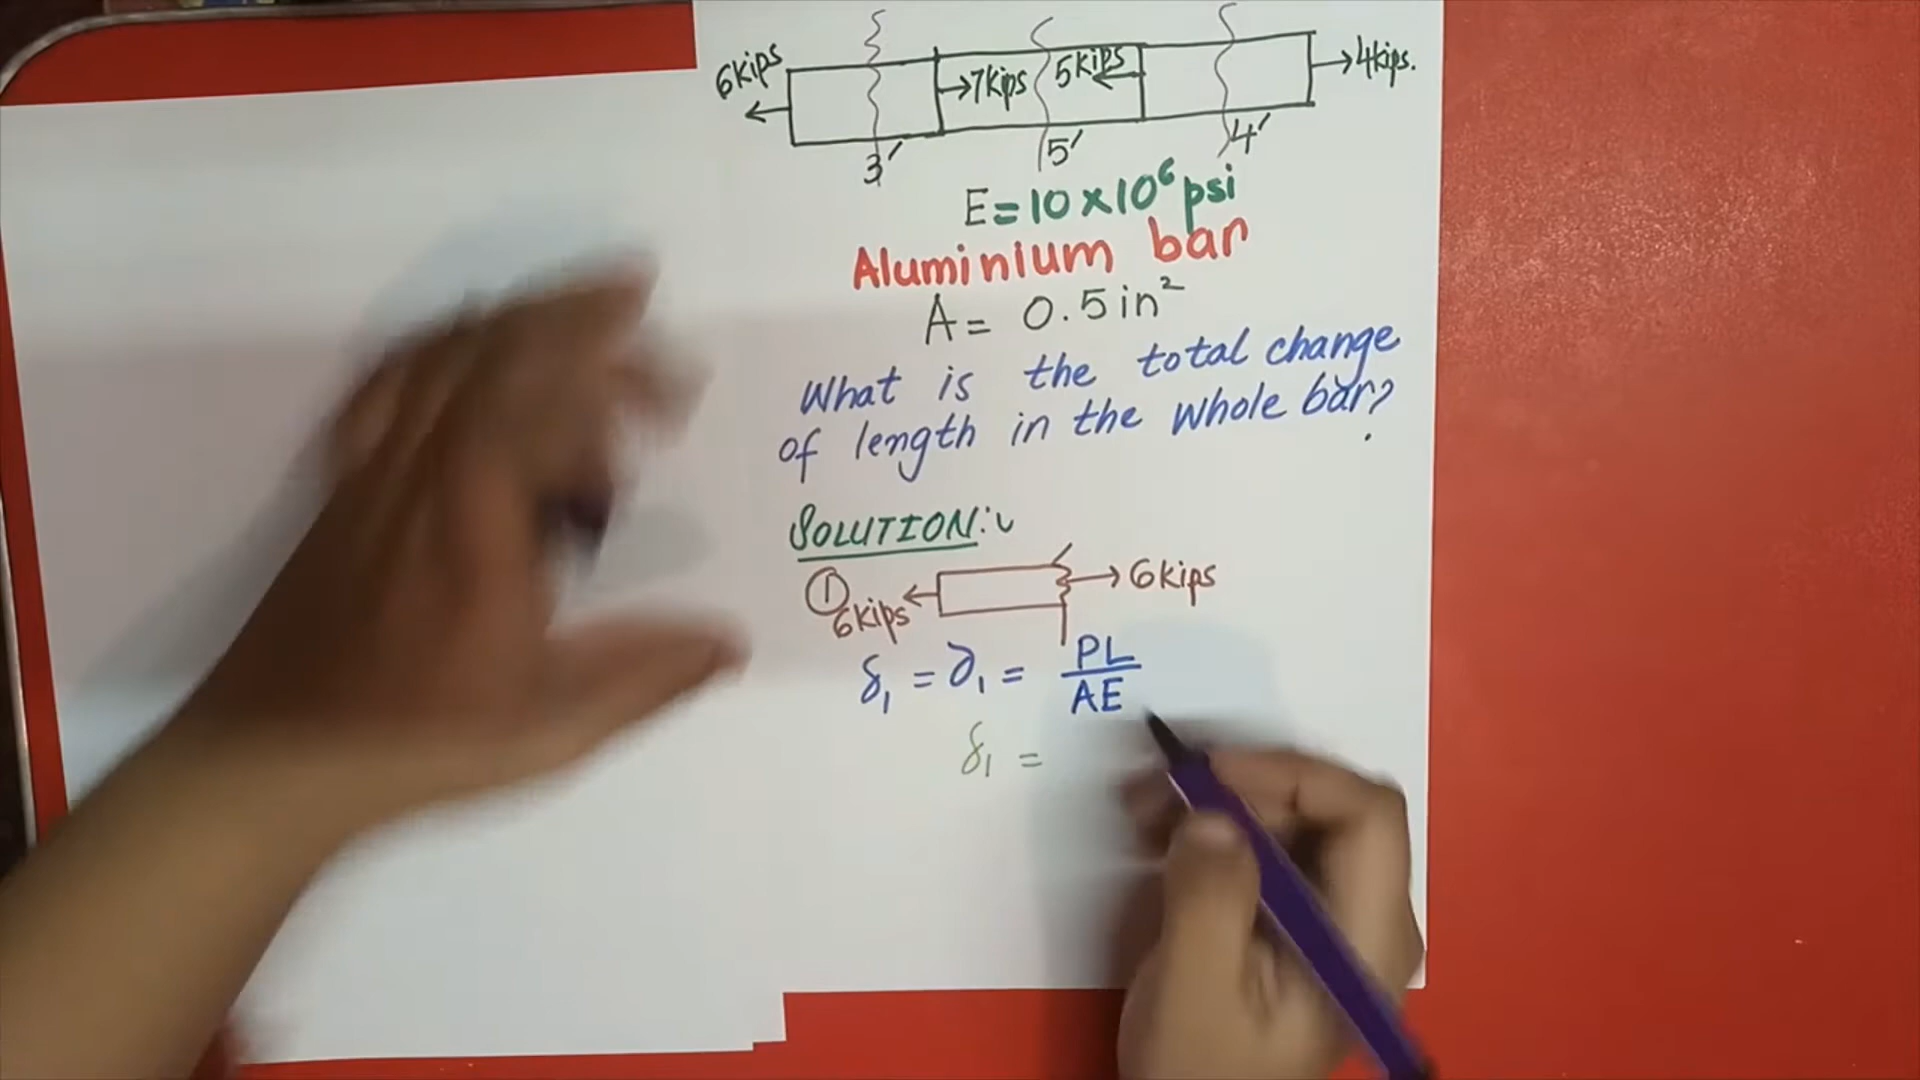 6kips →7kips 5kips →4kips.
3′ 5′ 4′
E=10×10⁶psi
Aluminium bar
A= 0.5in²
What is the total change
of length in the whole bar?
SOLUTION:
① 6kips ← → 6kips
δ₁ = ∂₁ = PL/AE
δ₁ =